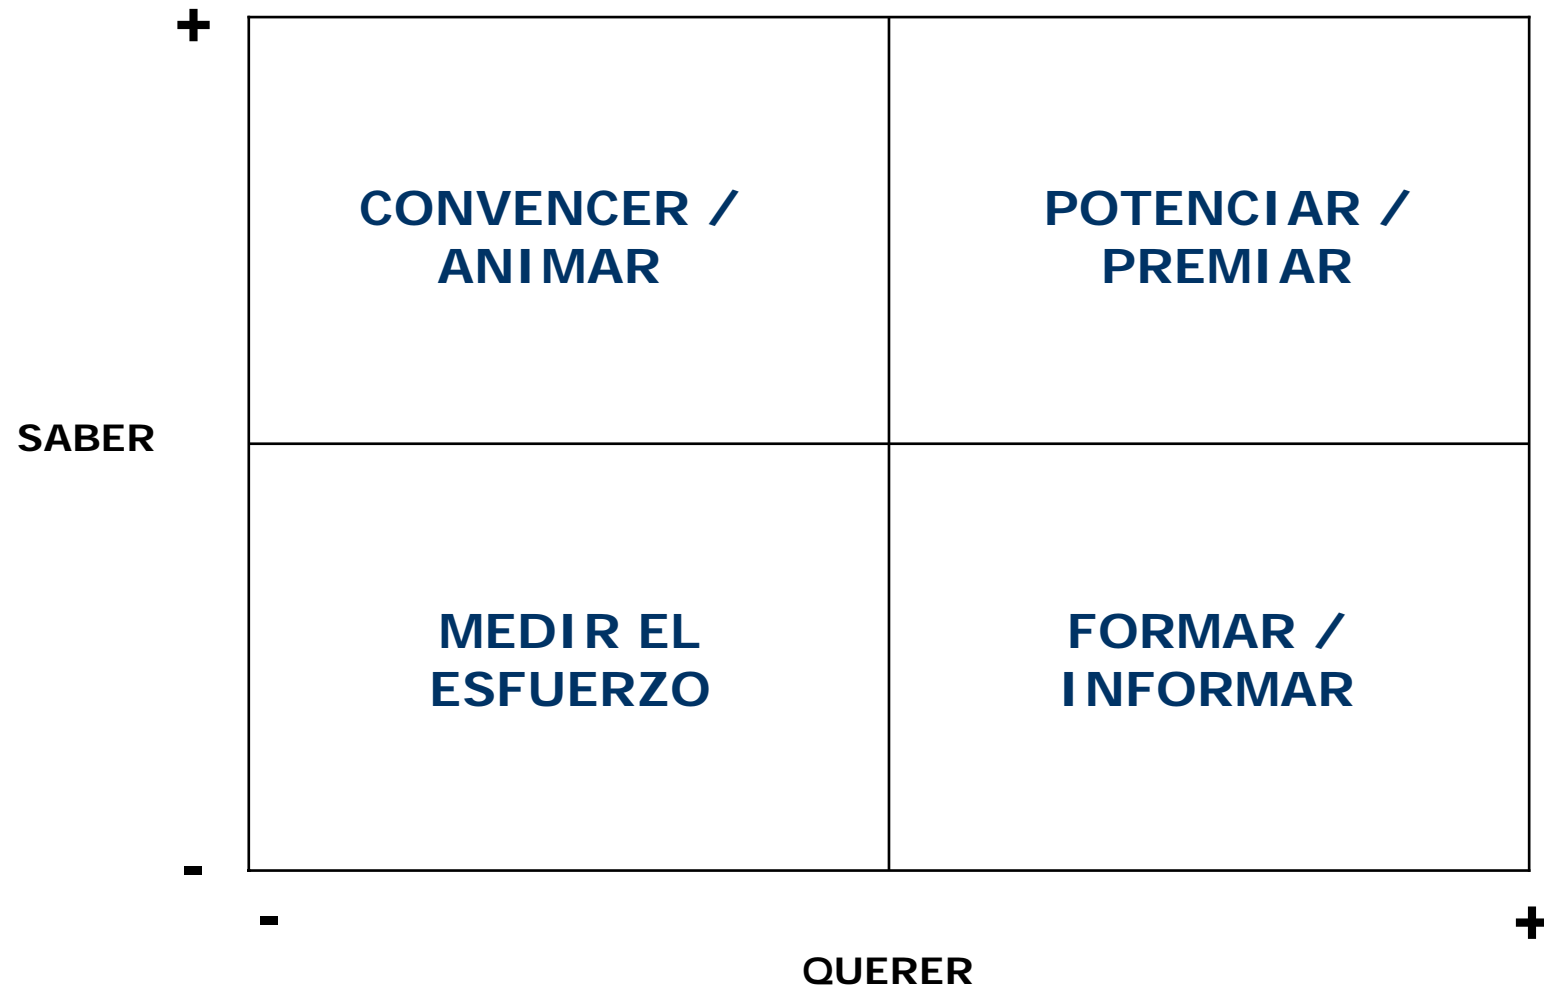 +
CONVENCER /
ANIMAR
POTENCIAR /
PREMIAR
SABER
MEDIR EL
ESFUERZO
FORMAR /
INFORMAR
-
-
+
QUERER